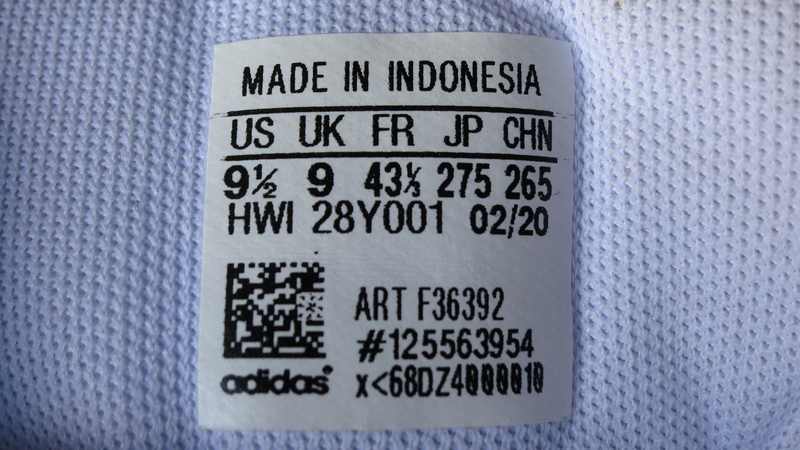 MADE IN INDONESIA
US UK FR JP CHN
9½ 9 43⅓ 275 265
HWI 28Y001 02/20
ART F36392
#125563954
adidas® x<68DZ4000010